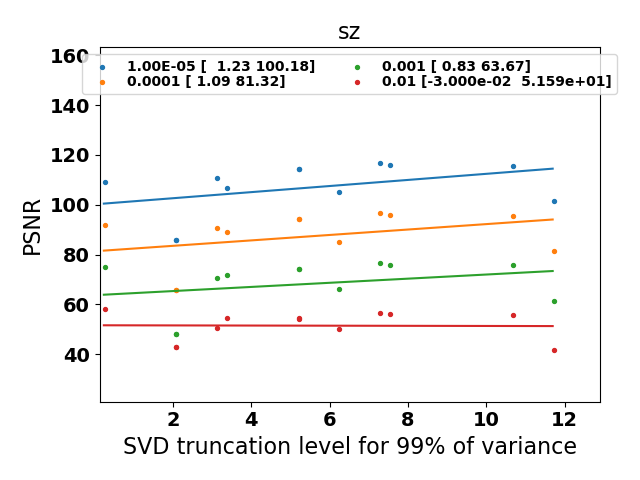 sz
1.00E-05 [  1.23 100.18]
0.0001 [ 1.09 81.32]
0.001 [ 0.83 63.67]
0.01 [-3.000e-02  5.159e+01]
160
140
120
100
80
60
40
PSNR
2 4 6 8 10 12
SVD truncation level for 99% of variance